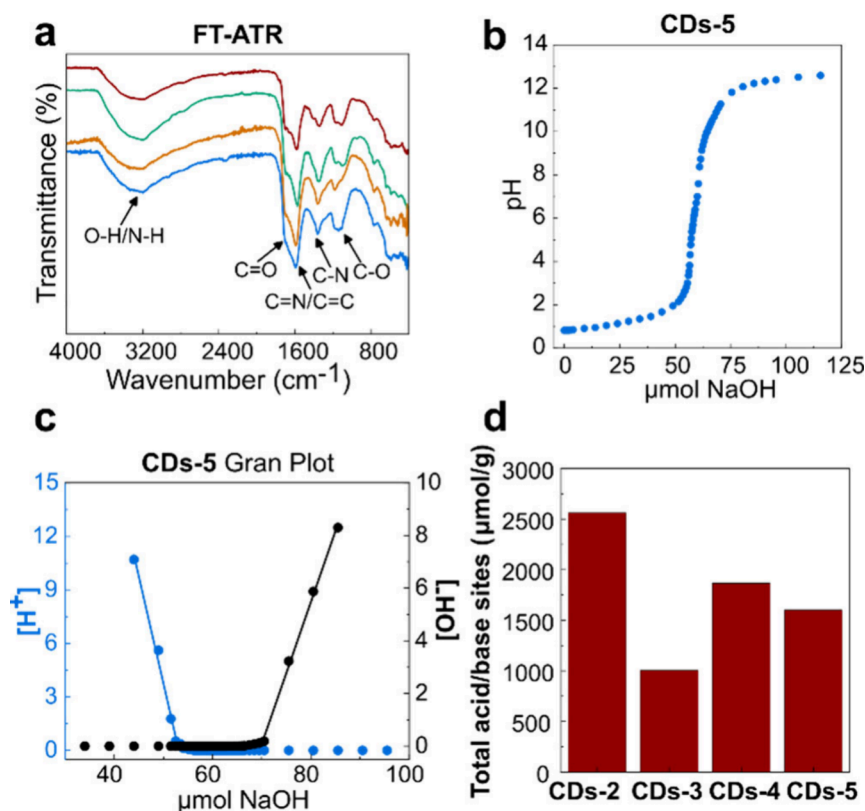 a
FT-ATR
Transmittance (%)
O-H/N-H
C=O
C-N
C-O
C=N/C=C
4000 3200 2400 1600 800
Wavenumber (cm-1)
b
CDs-5
pH
14
12
10
8
6
4
2
0
0 25 50 75 100 125
µmol NaOH
c
CDs-5 Gran Plot
[H+]
15
12
9
6
3
0
[OH-]
10
8
6
4
2
0
40 60 80 100
µmol NaOH
d
Total acid/base sites (µmol/g)
3000
2500
2000
1500
1000
500
0
CDs-2 CDs-3 CDs-4 CDs-5